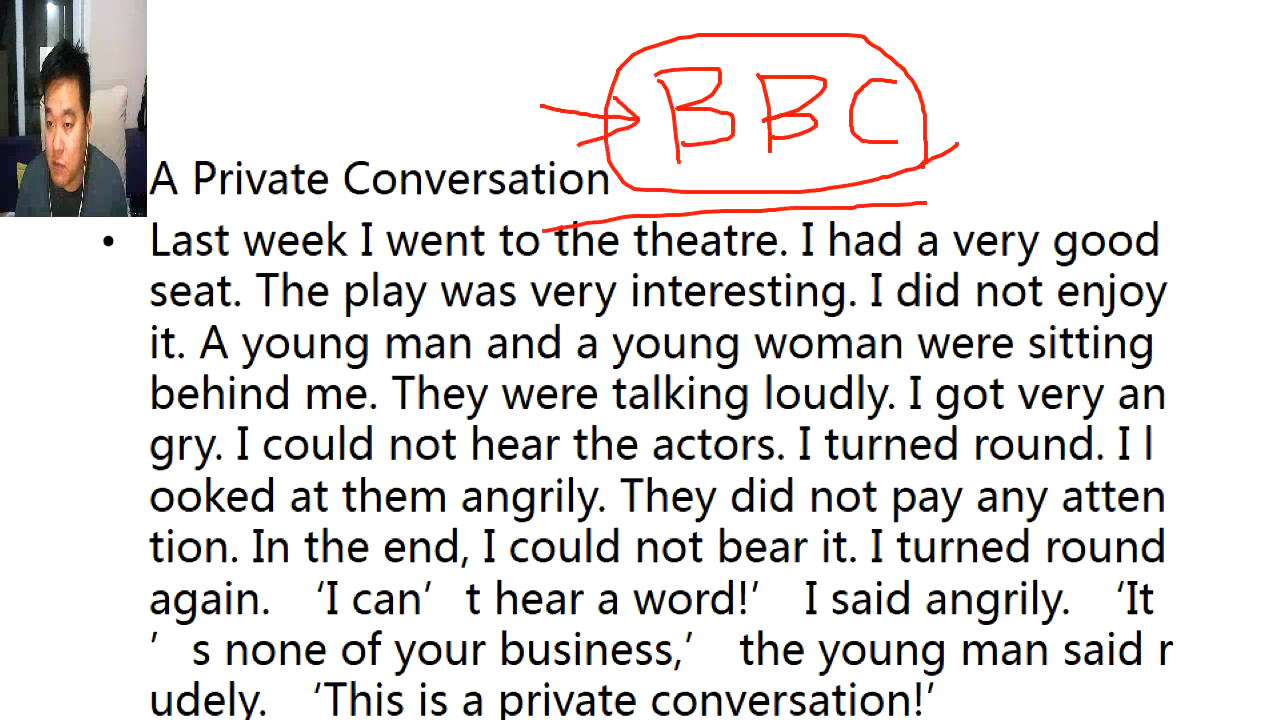 BBC
A Private Conversation
• Last week I went to the theatre. I had a very good
seat. The play was very interesting. I did not enjoy
it. A young man and a young woman were sitting
behind me. They were talking loudly. I got very an
gry. I could not hear the actors. I turned round. I l
ooked at them angrily. They did not pay any atten
tion. In the end, I could not bear it. I turned round
again. ‘I can’ t hear a word!’ I said angrily. ‘It
’ s none of your business,’ the young man said r
udely. ‘This is a private conversation!’